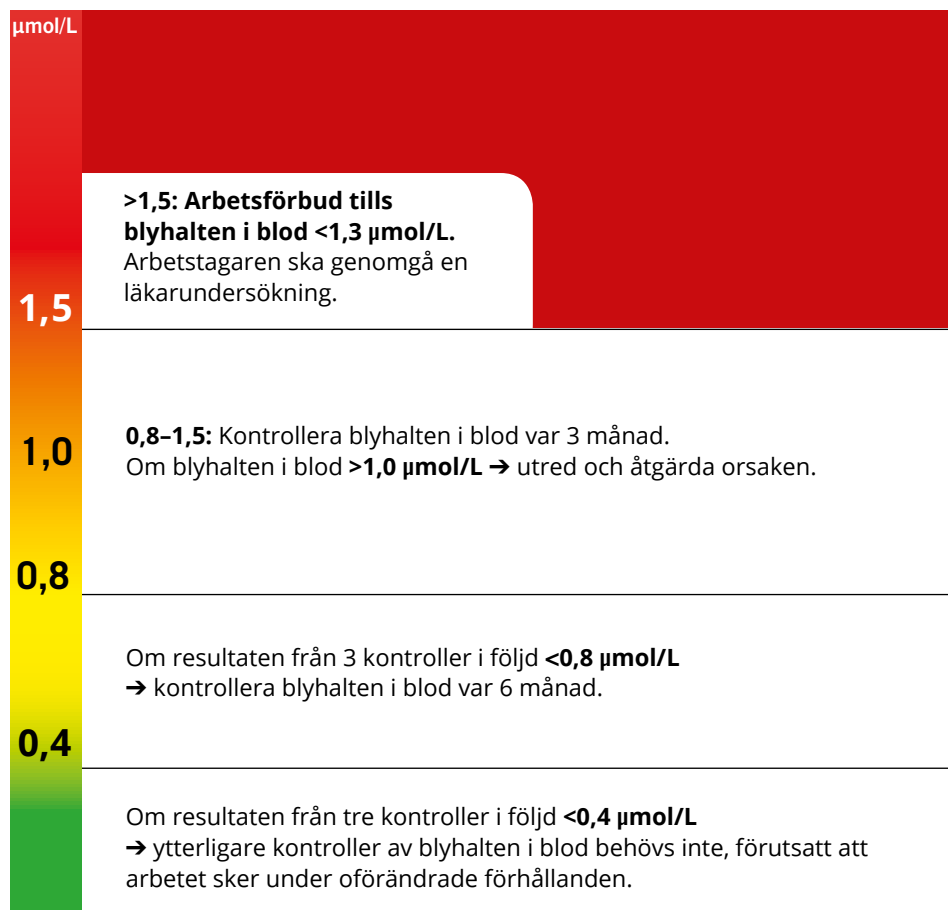 µmol/L
>1,5: Arbetsförbud tills
blyhalten i blod <1,3 µmol/L.
Arbetstagaren ska genomgå en
läkarundersökning.
1,5
1,0
0,8–1,5: Kontrollera blyhalten i blod var 3 månad.
Om blyhalten i blod >1,0 µmol/L ➔ utred och åtgärda orsaken.
0,8
Om resultaten från 3 kontroller i följd <0,8 µmol/L
➔ kontrollera blyhalten i blod var 6 månad.
0,4
Om resultaten från tre kontroller i följd <0,4 µmol/L
➔ ytterligare kontroller av blyhalten i blod behövs inte, förutsatt att
arbetet sker under oförändrade förhållanden.